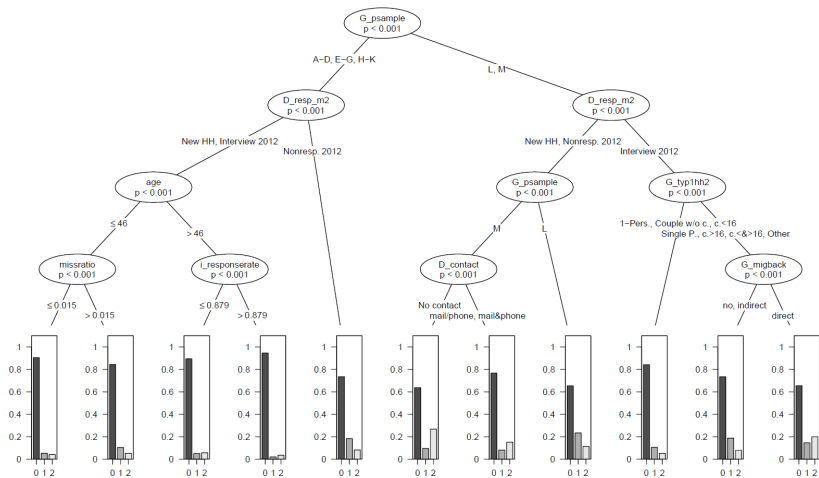 G_psample
p < 0.001
A−D, E−G, H−K
L, M
D_resp_m2
p < 0.001
D_resp_m2
p < 0.001
New HH, Interview 2012
Nonresp. 2012
New HH, Nonresp. 2012
Interview 2012
age
p < 0.001
G_psample
p < 0.001
G_typ1hh2
p < 0.001
≤ 46
> 46
M
L
1−Pers., Couple w/o c., c.<16
Single P., c.>16, c.<&>16, Other
missratio
p < 0.001
i_responserate
p < 0.001
D_contact
p < 0.001
G_migback
p < 0.001
≤ 0.015
> 0.015
≤ 0.879
> 0.879
No contact
mail/phone, mail&phone
no, indirect
direct
1 1 1 1 1 1 1 1 1 1 1
0.8 0.8 0.8 0.8 0.8 0.8 0.8 0.8 0.8 0.8 0.8
0.6 0.6 0.6 0.6 0.6 0.6 0.6 0.6 0.6 0.6 0.6
0.4 0.4 0.4 0.4 0.4 0.4 0.4 0.4 0.4 0.4 0.4
0.2 0.2 0.2 0.2 0.2 0.2 0.2 0.2 0.2 0.2 0.2
0 0 0 0 0 0 0 0 0 0 0
0 1 2 0 1 2 0 1 2 0 1 2 0 1 2 0 1 2 0 1 2 0 1 2 0 1 2 0 1 2 0 1 2